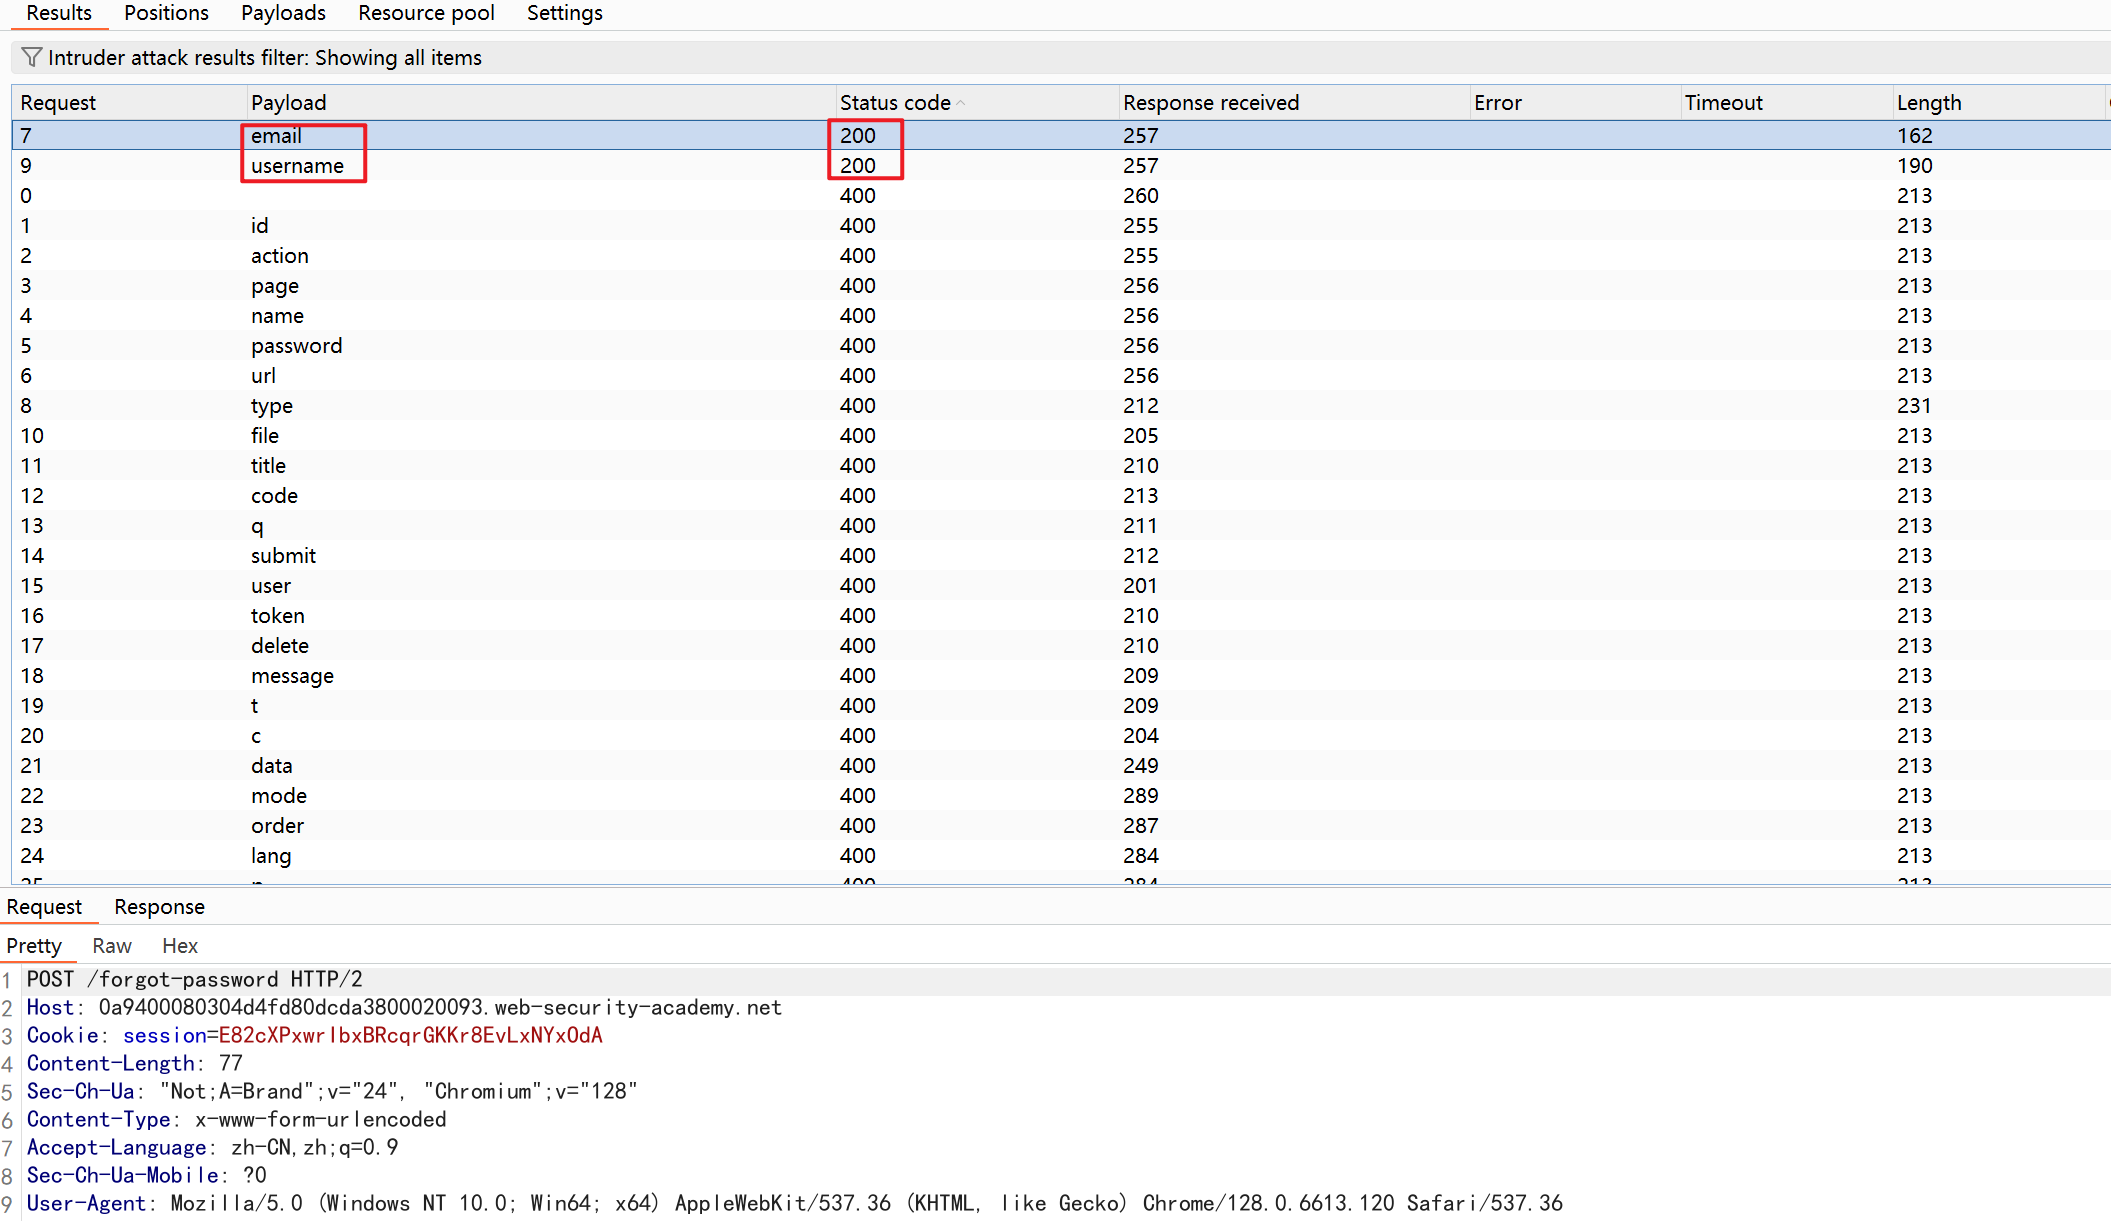 Results Positions Payloads Resource pool Settings
Intruder attack results filter: Showing all items
Request Payload Status code Response received Error Timeout Length
7 email 200 257 162
9 username 200 257 190
0 400 260 213
1 id 400 255 213
2 action 400 255 213
3 page 400 256 213
4 name 400 256 213
5 password 400 256 213
6 url 400 256 213
8 type 400 212 231
10 file 400 205 213
11 title 400 210 213
12 code 400 213 213
13 q 400 211 213
14 submit 400 212 213
15 user 400 201 213
16 token 400 210 213
17 delete 400 210 213
18 message 400 209 213
19 t 400 209 213
20 c 400 204 213
21 data 400 249 213
22 mode 400 289 213
23 order 400 287 213
24 lang 400 284 213
Request Response
Pretty Raw Hex
1 POST /forgot-password HTTP/2
2 Host: 0a9400080304d4fd80dcda3800020093.web-security-academy.net
3 Cookie: session=E82cXPxwrIbxBRcqrGKKr8EvLxNYxOdA
4 Content-Length: 77
5 Sec-Ch-Ua: "Not;A=Brand";v="24", "Chromium";v="128"
6 Content-Type: x-www-form-urlencoded
7 Accept-Language: zh-CN,zh;q=0.9
8 Sec-Ch-Ua-Mobile: ?0
9 User-Agent: Mozilla/5.0 (Windows NT 10.0; Win64; x64) AppleWebKit/537.36 (KHTML, like Gecko) Chrome/128.0.6613.120 Safari/537.36